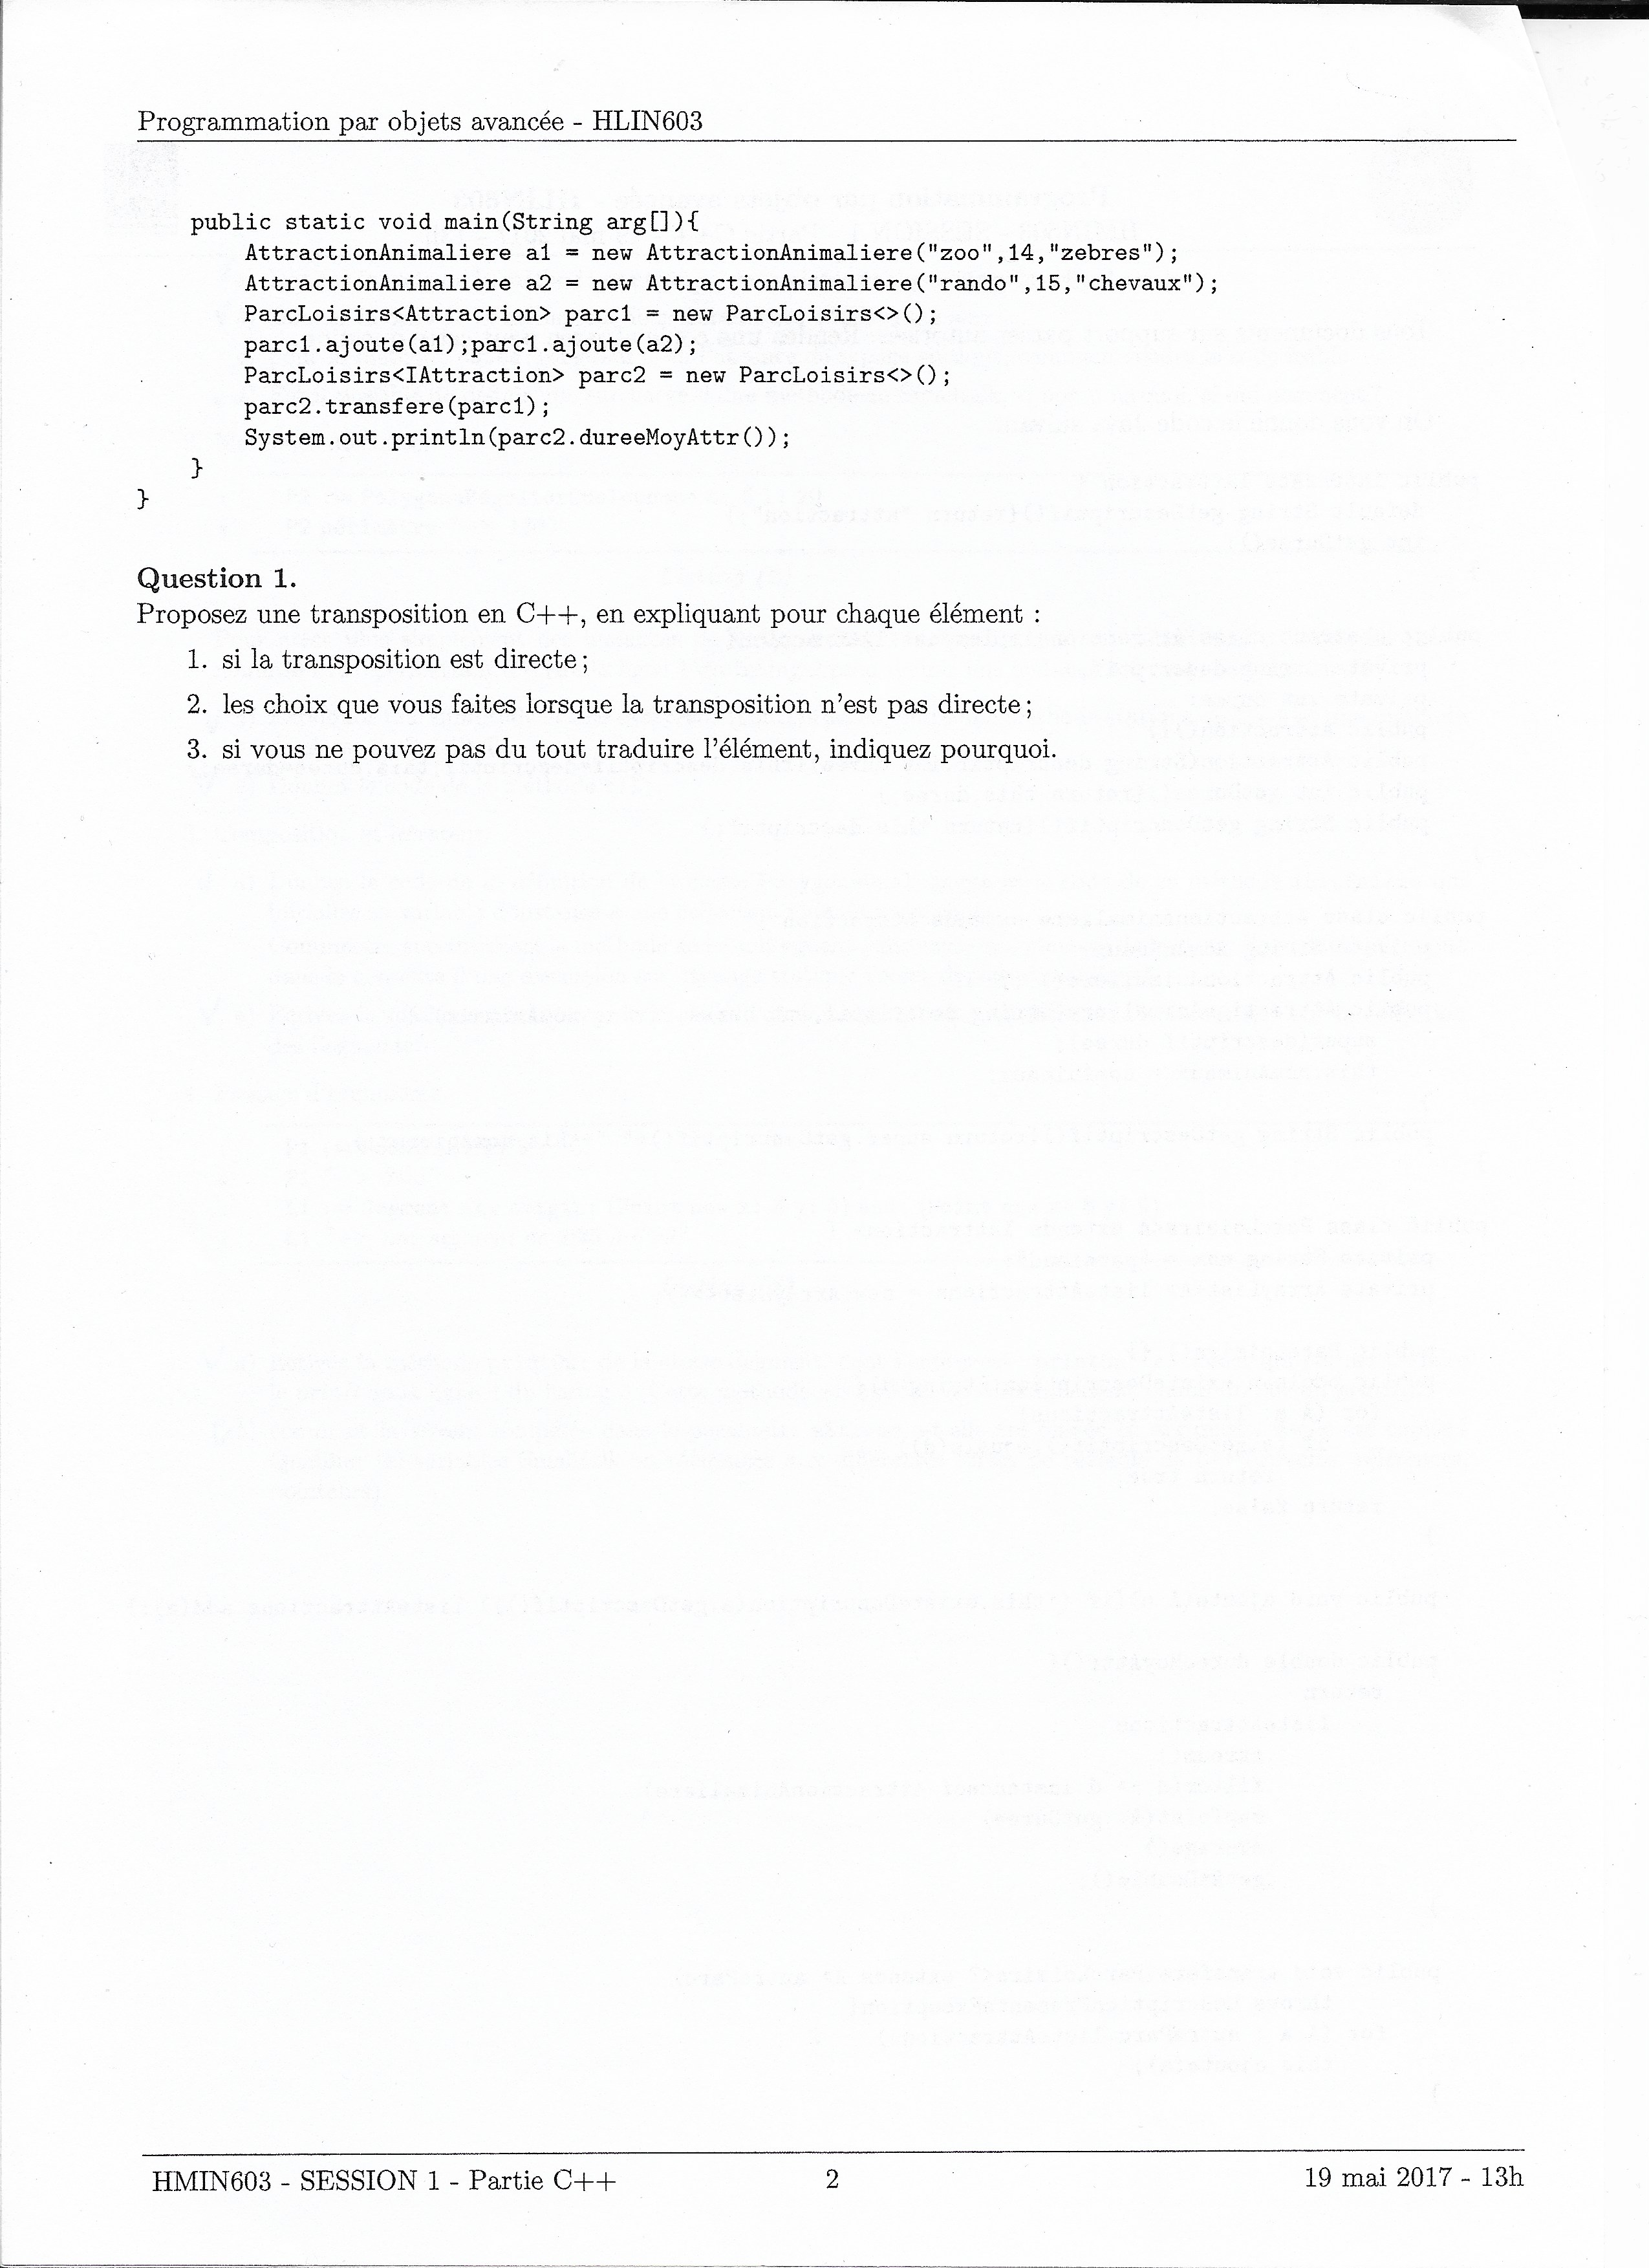 Programmation par objets avancée - HLIN603
public static void main(String arg[]){
AttractionAnimaliere a1 = new AttractionAnimaliere("zoo",14,"zebres");
AttractionAnimaliere a2 = new AttractionAnimaliere("rando",15,"chevaux");
ParcLoisirs<Attraction> parc1 = new ParcLoisirs<>();
parc1.ajoute(a1);parc1.ajoute(a2);
ParcLoisirs<IAttraction> parc2 = new ParcLoisirs<>();
parc2.transfere(parc1);
System.out.println(parc2.dureeMoyAttr());
}
}
Question 1.
Proposez une transposition en C++, en expliquant pour chaque élément :
1. si la transposition est directe ;
2. les choix que vous faites lorsque la transposition n'est pas directe ;
3. si vous ne pouvez pas du tout traduire l'élément, indiquez pourquoi.
HMIN603 - SESSION 1 - Partie C++ 2 19 mai 2017 - 13h